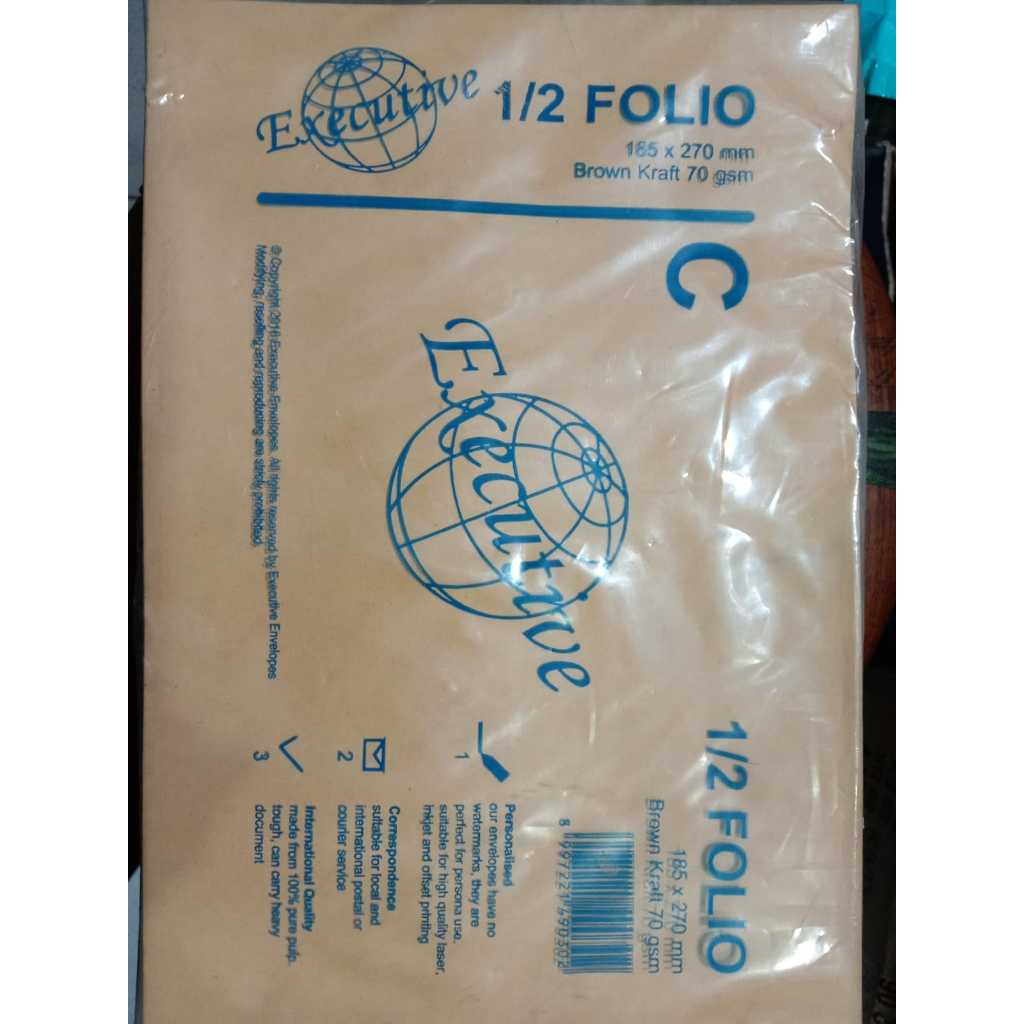 Executive
1/2 FOLIO
185 x 270 mm
Brown Kraft 70 gsm
C
Executive
© Copyright 2016 Executive Envelopes. All rights reserved by Executive Envelopes
Modifying, reselling and reproducing are strictly prohibited.
1/2 FOLIO
185 x 270 mm
Brown Kraft 70 gsm
8 997221 490302
1
Personalised
our envelopes have no
watermarks, they are
perfect for persona use.
suitable for high quality laser,
inkjet and offset printing
2
Correspondence
suitable for local and
international postal or
courier service
3
International Quality
made from 100% pure pulp.
tough, can carry heavy
document